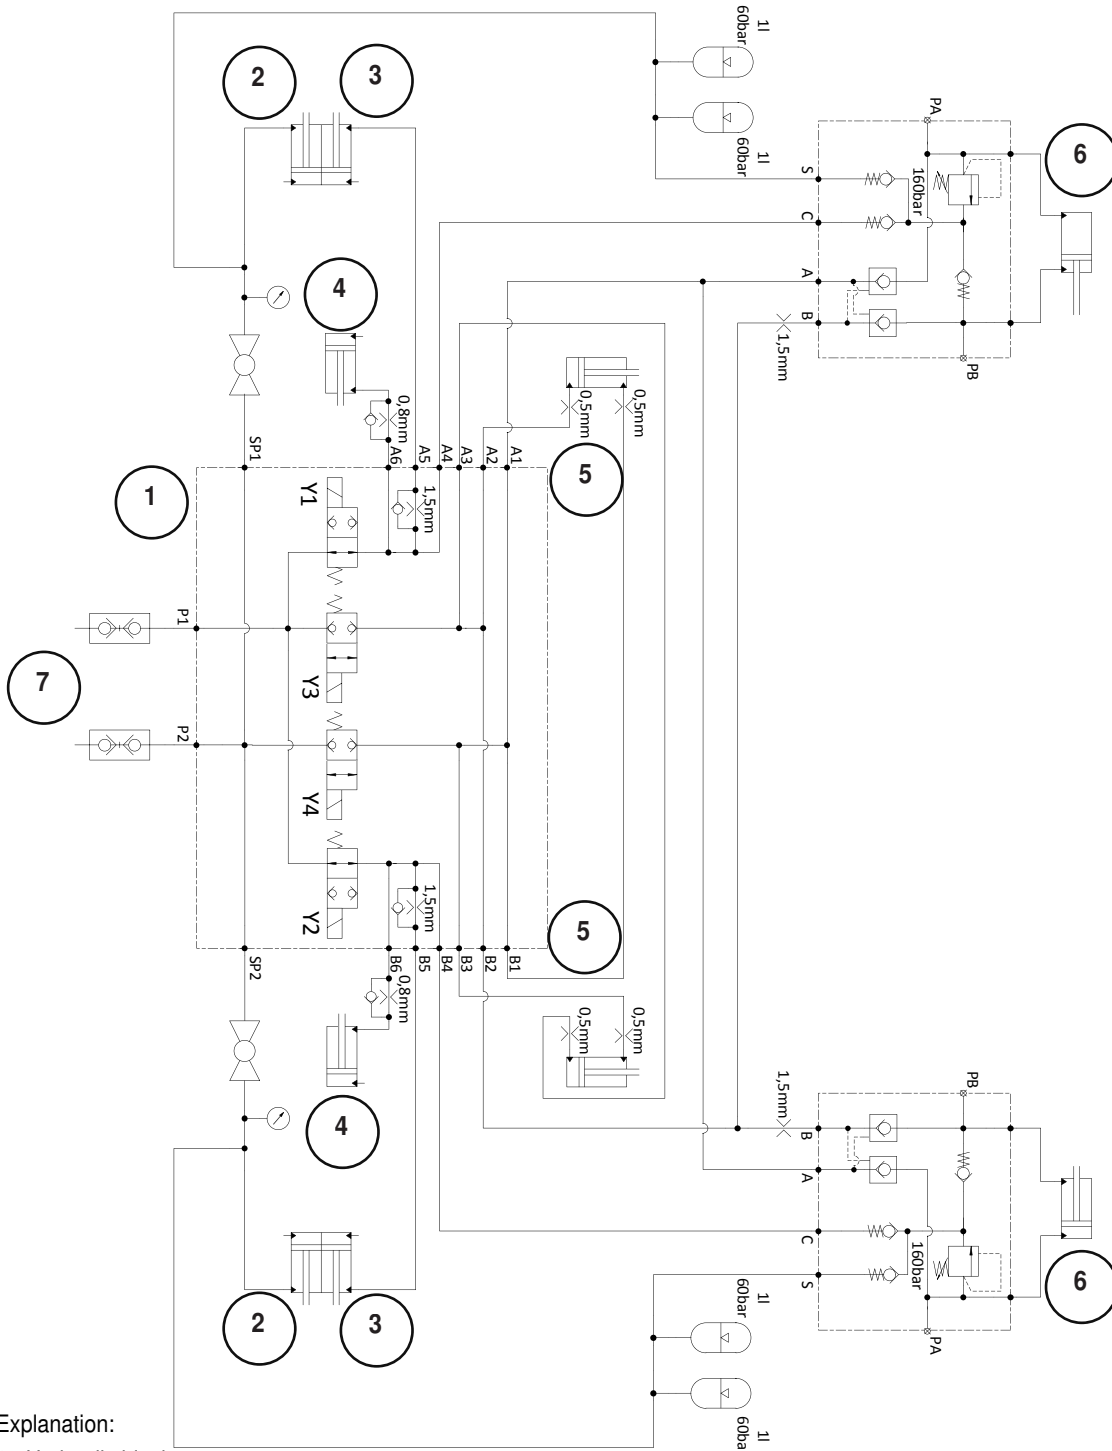 1l
60bar
1l
60bar
2
3
PA
6
S
160bar
C
4
A
B
1,5mm
PB
0,8mm
0,5mm
0,5mm
SP1
A6
A5
A4
A3
A2
A1
5
1
Y1
1,5mm
P1
7
Y3
P2
Y4
Y2
1,5mm
5
SP2
B6
B5
B4
B3
B2
B1
0,8mm
0,5mm
0,5mm
4
1,5mm
PB
B
A
C
160bar
S
6
PA
2
3
1l
60bar
1l
60bar
Explanation: